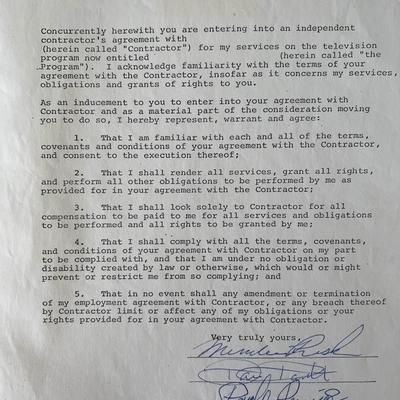 Concurrently herewith you are entering into an independent
contractor's agreement with
(herein called "Contractor") for my services on the television
program now entitled (herein called "the
Program"). I acknowledge familiarity with the terms of your
agreement with the Contractor, insofar as it concerns my services,
obligations and grants of rights to you.
As an inducement to you to enter into your agreement with
Contractor and as a material part of the consideration moving
you to do so, I hereby represent, warrant and agree:
1. That I am familiar with each and all of the terms,
covenants and conditions of your agreement with the Contractor,
and consent to the execution thereof;
2. That I shall render all services, grant all rights,
and perform all other obligations to be performed by me as
provided for in your agreement with the Contractor;
3. That I shall look solely to Contractor for all
compensation to be paid to me for all services and obligations
to be performed and all rights to be granted by me;
4. That I shall comply with all the terms, covenants,
and conditions of your agreement with Contractor on my part
to be complied with, and that I am under no obligation or
disability created by law or otherwise, which would or might
prevent or restrict me from so complying; and
5. That in no event shall any amendment or termination
of my employment agreement with Contractor, or any breach thereof
by Contractor limit or affect any of my obligations or your
rights provided for in your agreement with Contractor.
Very truly yours,